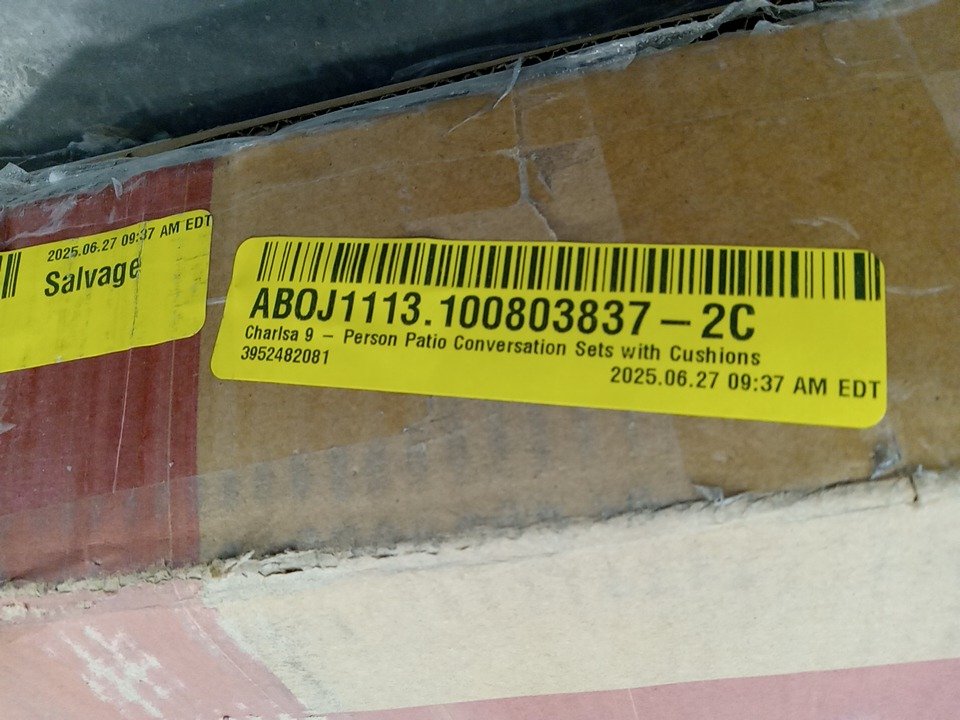 2025.06.27 09:37 AM EDT
Salvage
ABOJ1113.100803837 – 2C
Charlsa 9 – Person Patio Conversation Sets with Cushions
3952482081
2025.06.27 09:37 AM EDT